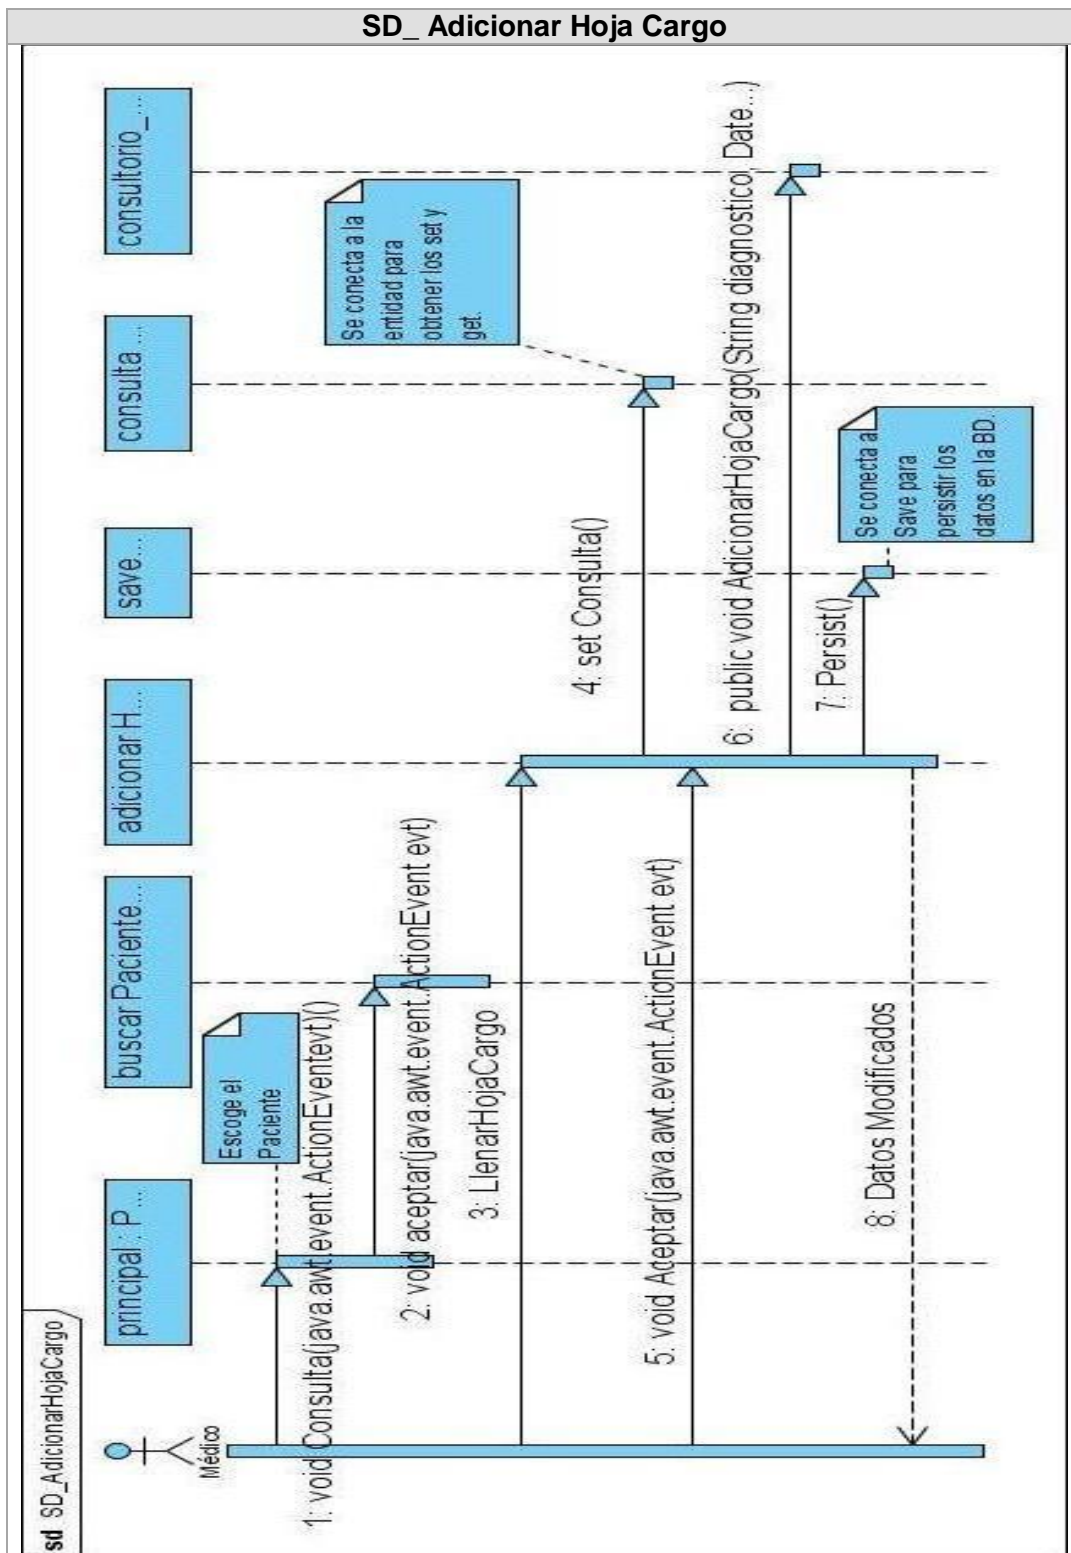 SD_ Adicionar Hoja Cargo
sd SD_AdicionarHojaCargo
Médico
principal : P...
buscar Paciente...
adicionar H...
save...
consulta ...
consultorio_...
Escoge el
Paciente
1: void Consulta(java.awt.event.ActionEventevt)()
2: void aceptar(java.awt.event.ActionEvent evt)
3: LlenarHojaCargo
Se conecta a la
entidad para
obtener los set y
get.
4: set Consulta()
5: void Aceptar(java.awt.event.ActionEvent evt)
6: public void AdicionarHojaCargo(String diagnostico, Date...)
7: Persist()
Se conecta a
Save para
persistir los
datos en la BD.
8: Datos Modificados